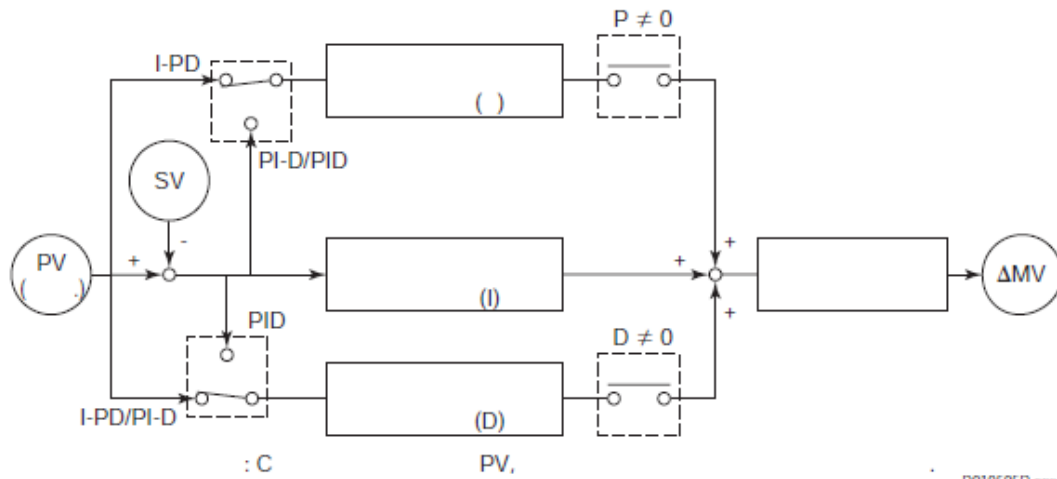 P ≠ 0
I-PD
( )
PI-D/PID
SV
-
PV
( .)
+
(I)
+
+
ΔMV
+
PID
D ≠ 0
I-PD/PI-D
(D)
: C PV,
.